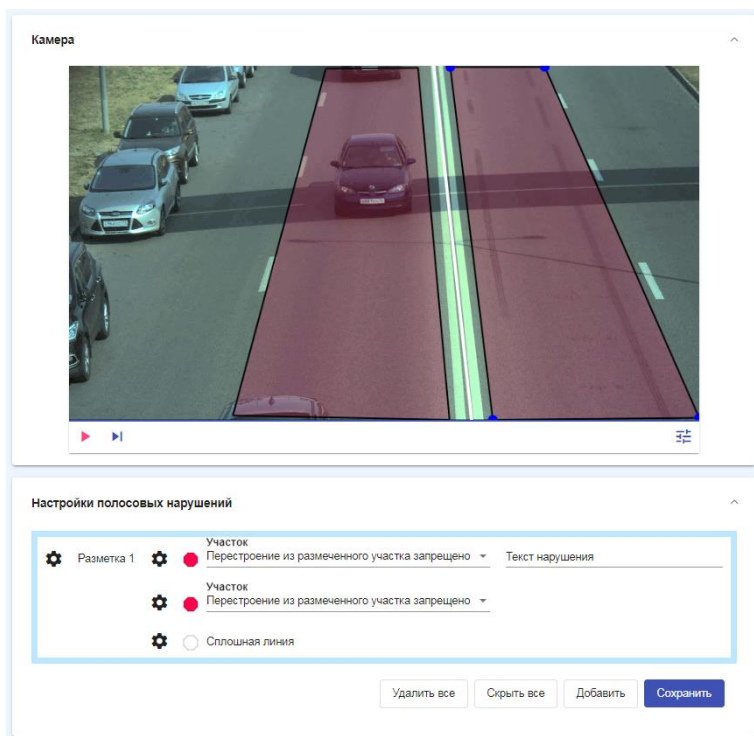 Камера
Настройки полосовых нарушений
Участок
Разметка 1 Перестроение из размеченного участка запрещено Текст нарушения
Участок
Перестроение из размеченного участка запрещено
Сплошная линия
Удалить все Скрыть все Добавить Сохранить